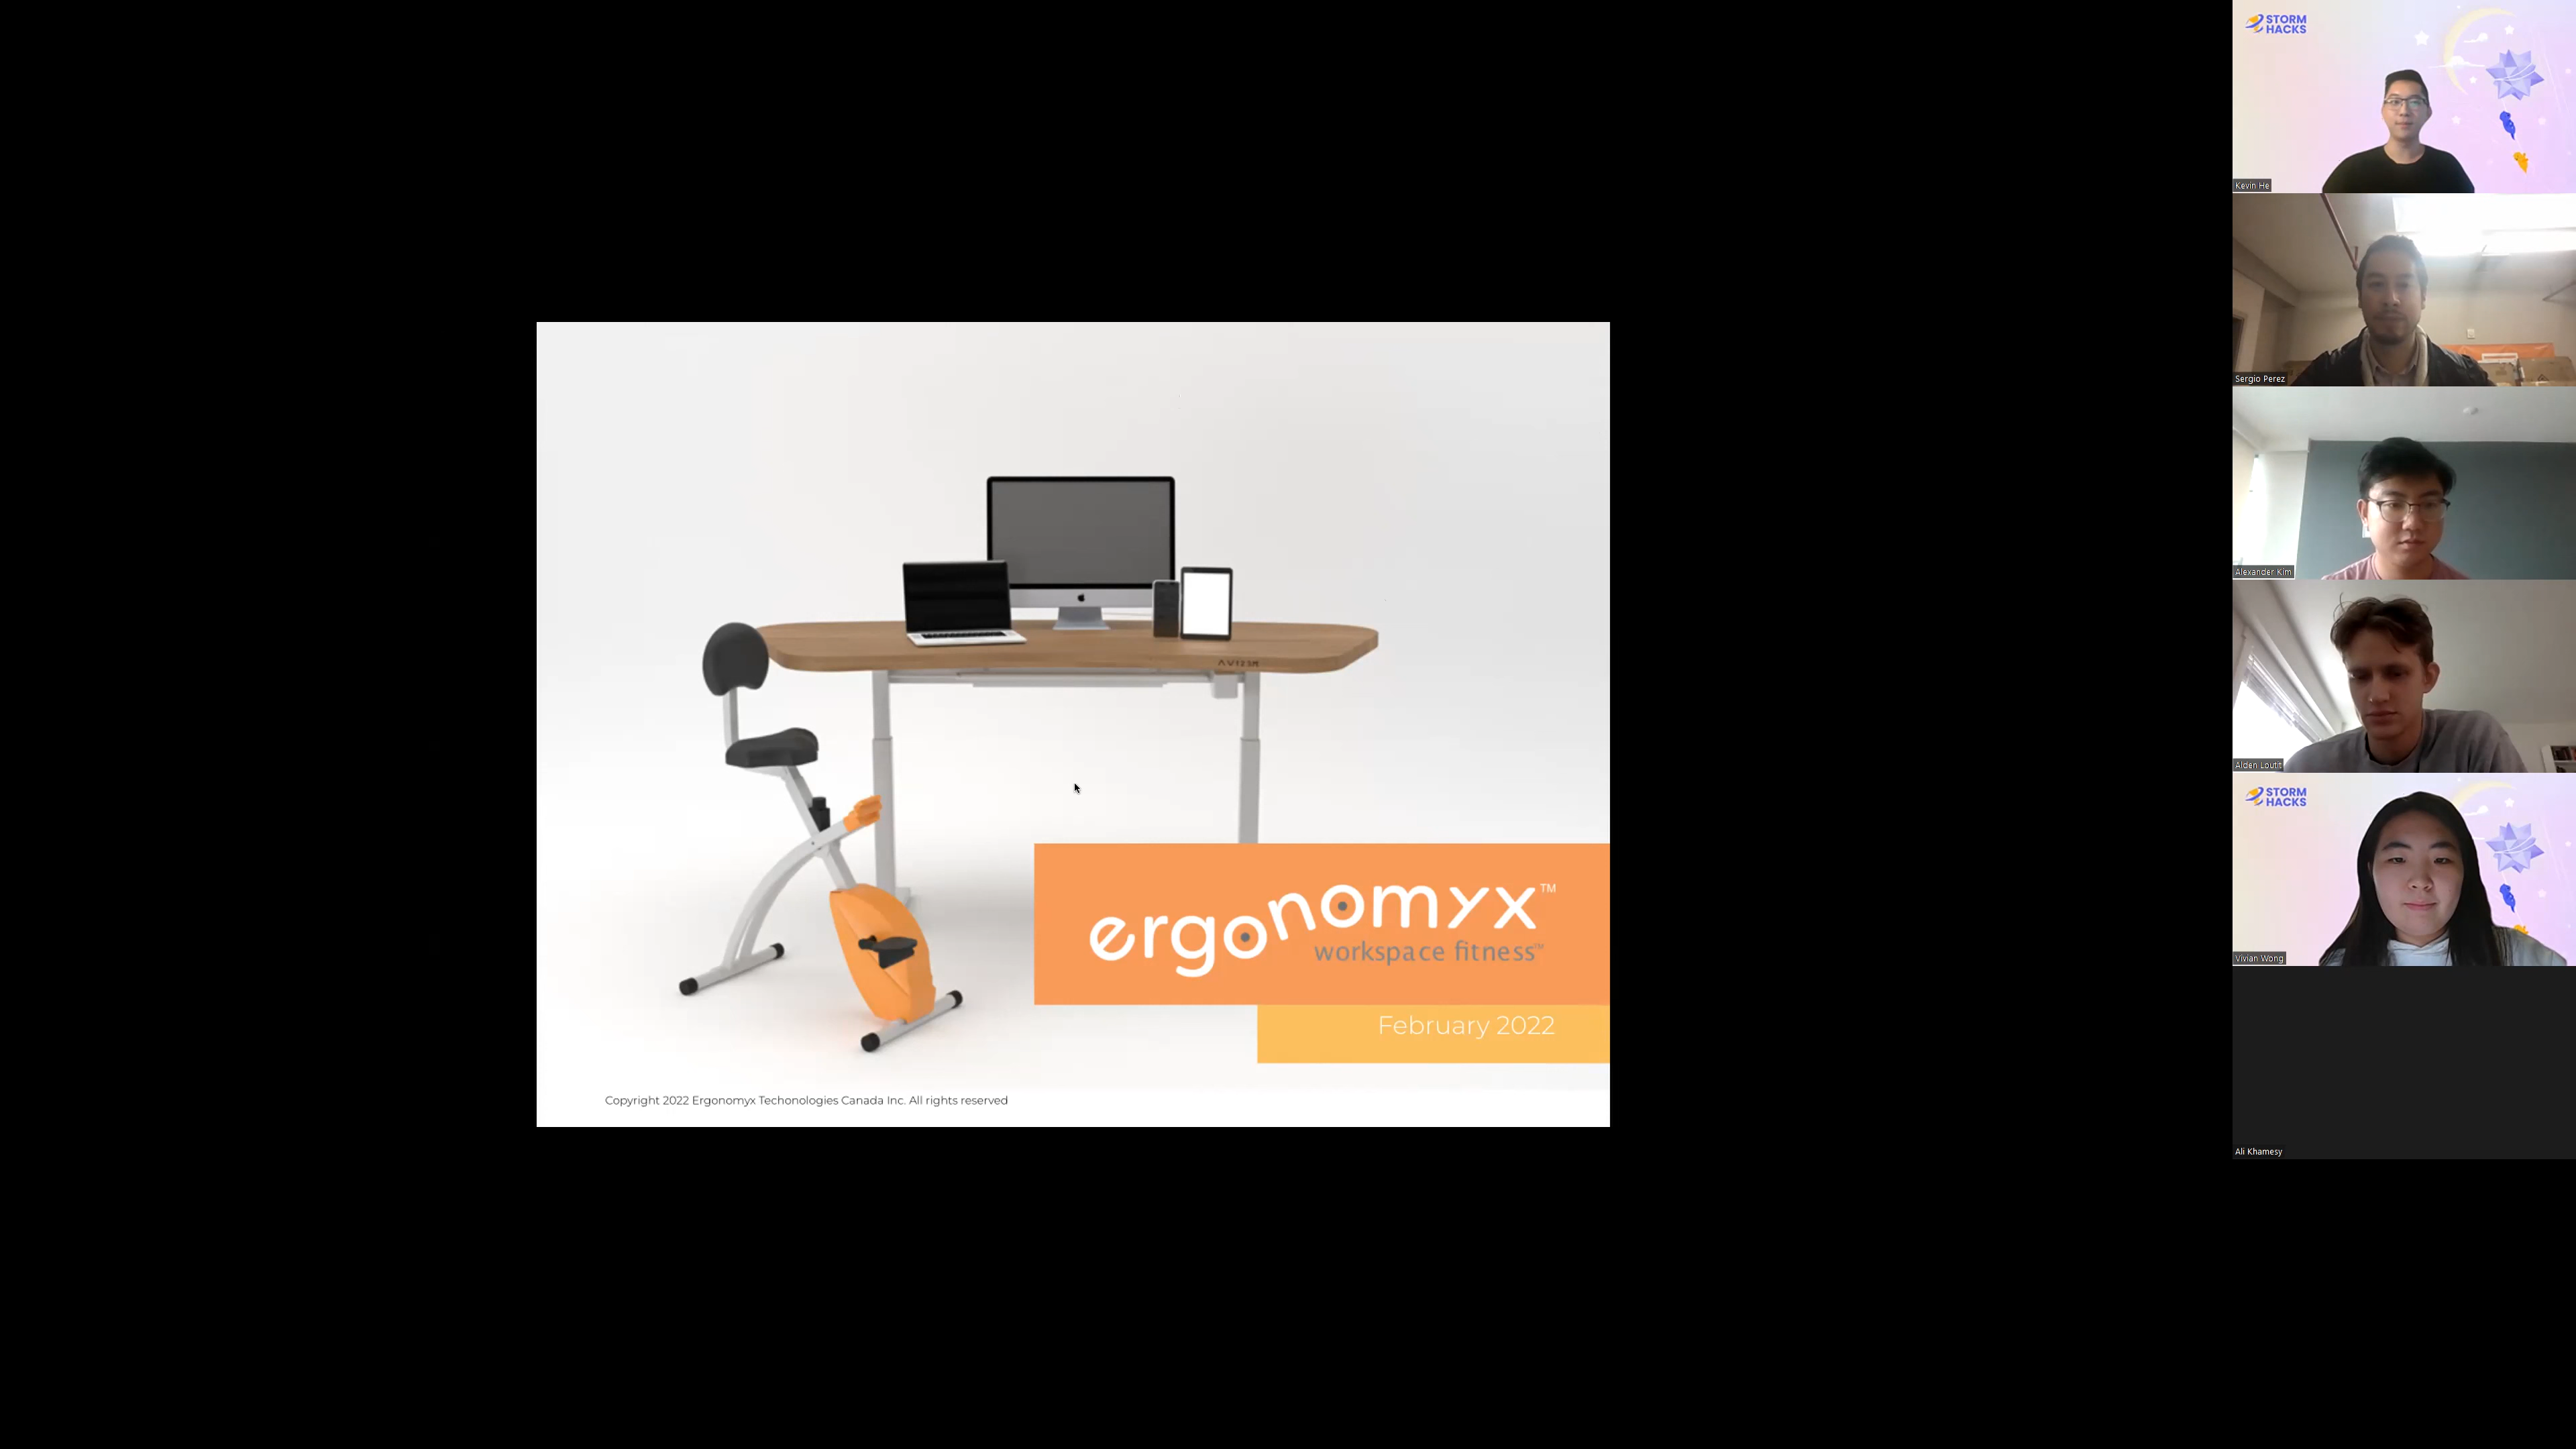 AVIZSM
ergonomyx™
workspace fitness™
February 2022
Copyright 2022 Ergonomyx Techonologies Canada Inc. All rights reserved
STORM
HACKS
Kevin He
Sergio Perez
Alexander Kim
Alden Loutit
STORM
HACKS
Vivian Wong
Ali Khamesy